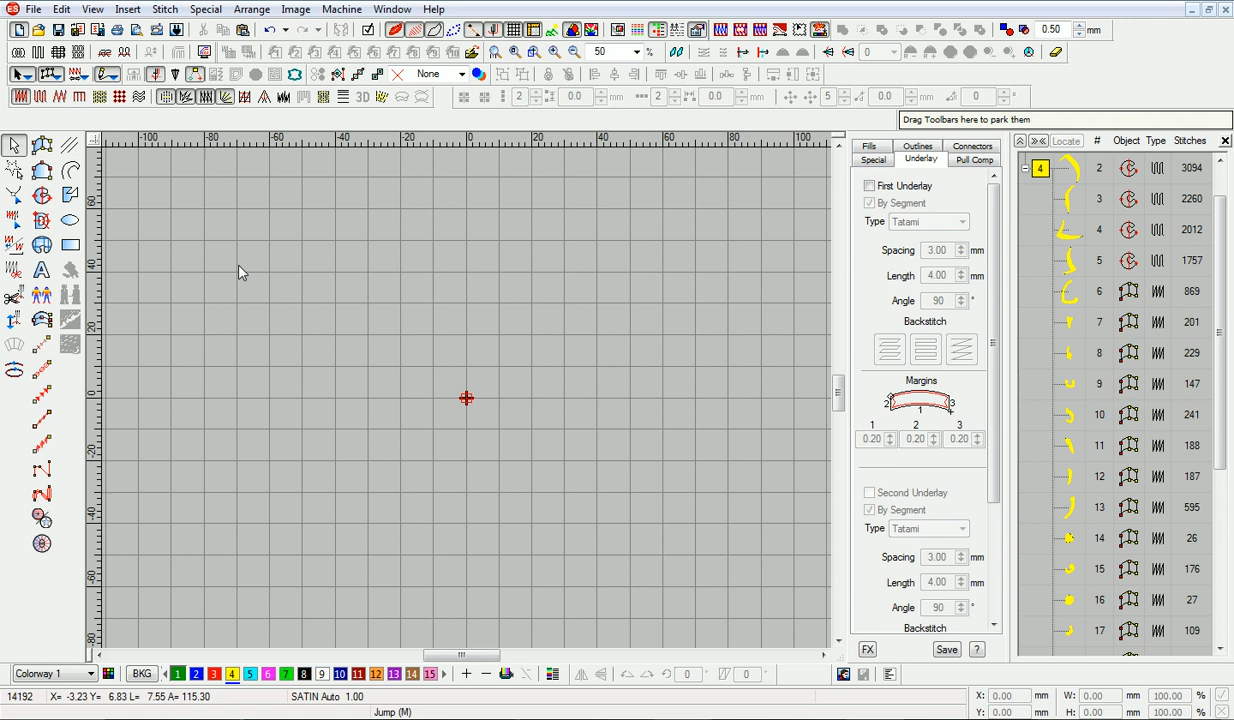 ES File Edit View Insert Stitch Special Arrange Image Machine Window Help
0.50 mm
50 % 0
None
3D 2 0.0 mm 2 0.0 mm 5 0.0 0 °
Drag Toolbars here to park them
-100 -80 -60 -40 -20 0 20 40 60 80 100
60
40
20
0
-20
-40
-60
-80
A
Fills Outlines Connectors
Special Underlay Pull Comp
First Underlay
By Segment
Type Tatami
Spacing 3.00 mm
Length 4.00 mm
Angle 90 °
Backstitch
Margins
2 3
1
1 2 3
0.20 0.20 0.20
Second Underlay
By Segment
Type Tatami
Spacing 3.00 mm
Length 4.00 mm
Angle 90 °
Backstitch
FX Save ?
Locate # Object Type Stitches
4 2 3094
3 2260
4 2012
5 1757
6 869
7 201
8 229
9 147
10 241
11 188
12 187
13 595
14 26
15 176
16 27
17 109
Colorway 1 BKG 1 2 3 4 5 6 7 8 9 10 11 12 13 14 15 0 ° 0 °
14192 X= -3.23 Y= 6.83 L= 7.55 A= 115.30 SATIN Auto 1.00
Jump (M)
X: 0.00 mm W: 0.00 mm 100.00 %
Y: 0.00 mm H: 0.00 mm 100.00 %